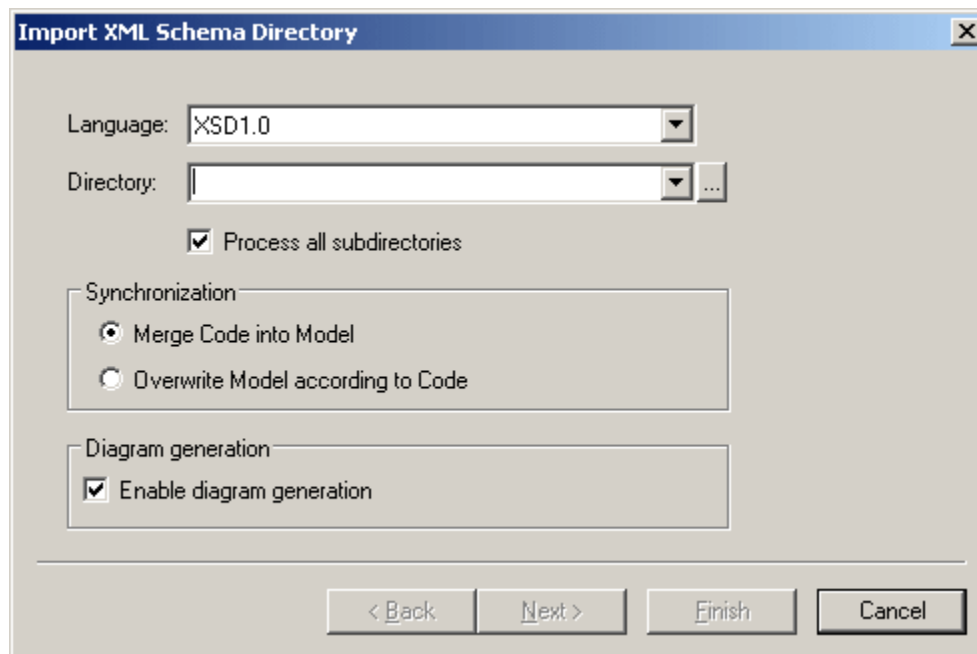 Import XML Schema Directory
Language: XSD1.0
Directory: ...
Process all subdirectories
Synchronization
Merge Code into Model
Overwrite Model according to Code
Diagram generation
Enable diagram generation
< Back Next > Finish Cancel